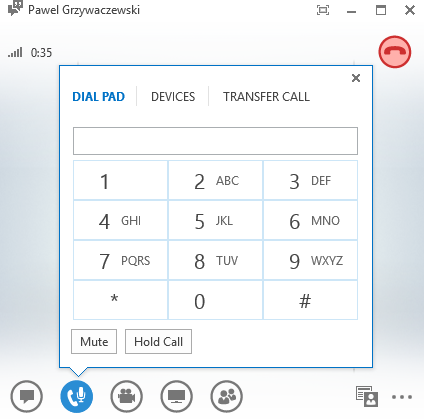 Pawel Grzywaczewski
0:35
DIAL PAD DEVICES TRANSFER CALL
1 2 ABC 3 DEF
4 GHI 5 JKL 6 MNO
7 PQRS 8 TUV 9 WXYZ
* 0 #
Mute Hold Call